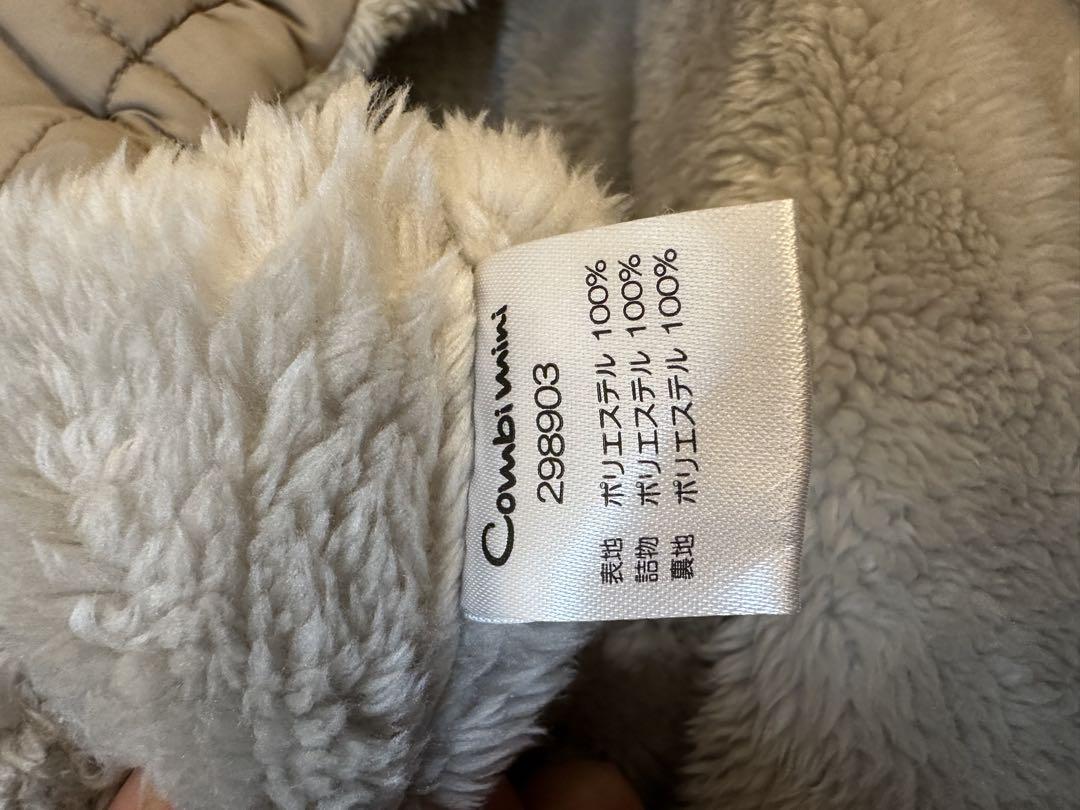 Combi mini
298903
表地 ポリエステル 100%
詰物 ポリエステル 100%
裏地 ポリエステル 100%